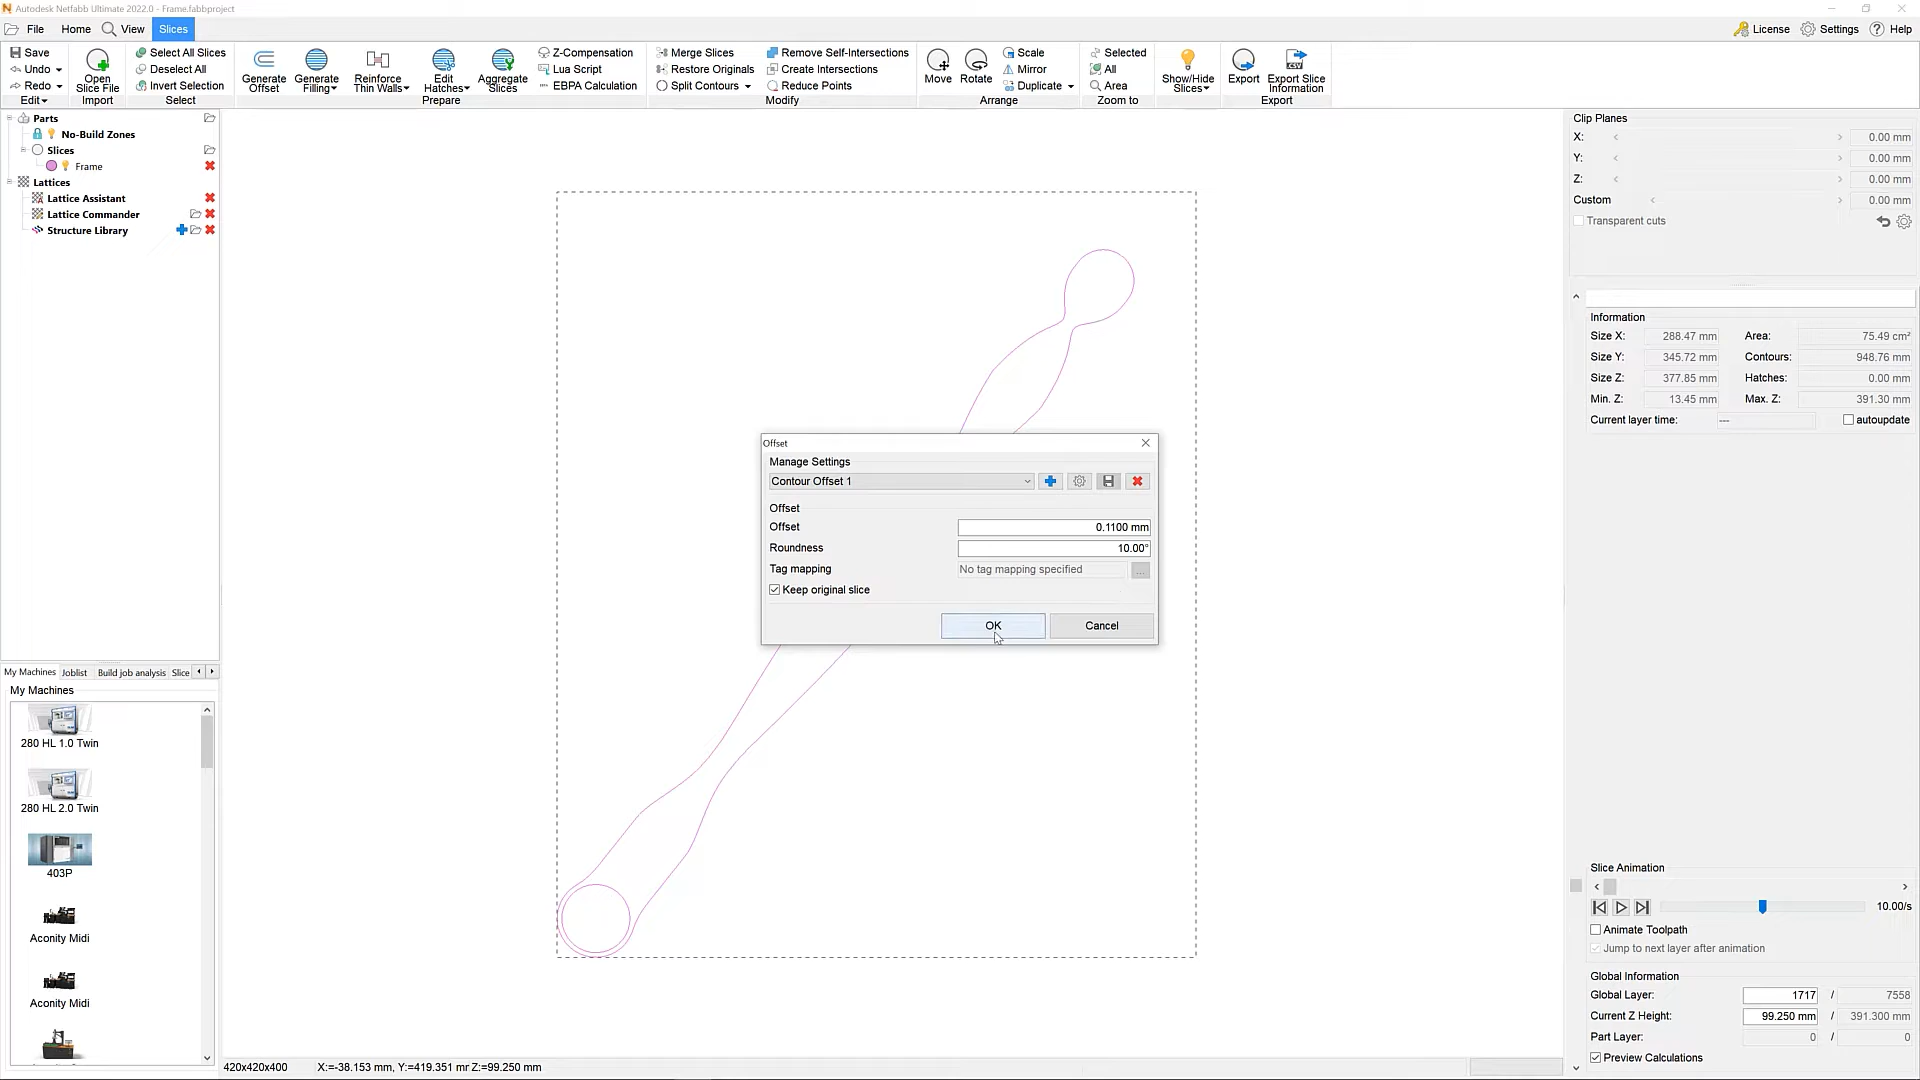 Autodesk Netfabb Ultimate 2022.0 - Frame.fabbproject
File Home View Slices
License Settings Help
Save
Undo
Redo
Edit
Open Slice File
Import
Select All Slices
Deselect All
Invert Selection
Select
Generate Offset
Generate Filling
Reinforce Thin Walls
Edit Hatches
Aggregate Slices
Z-Compensation
Lua Script
EBPA Calculation
Prepare
Merge Slices
Restore Originals
Split Contours
Remove Self-Intersections
Create Intersections
Reduce Points
Modify
Move
Rotate
Scale
Mirror
Duplicate
Arrange
Selected
All
Area
Zoom to
Show/Hide Slices
Export
Export Slice Information
Export
Parts
No-Build Zones
Slices
Frame
Lattices
Lattice Assistant
Lattice Commander
Structure Library
My Machines Joblist Build job analysis Slice
My Machines
280 HL 1.0 Twin
280 HL 2.0 Twin
403P
Aconity Midi
Aconity Midi
Offset
Manage Settings
Contour Offset 1
Offset
Offset 0.1100 mm
Roundness 10.00°
Tag mapping No tag mapping specified ...
Keep original slice
OK Cancel
Clip Planes
X: 0.00 mm
Y: 0.00 mm
Z: 0.00 mm
Custom 0.00 mm
Transparent cuts
Information
Size X: 288.47 mm Area: 75.49 cm²
Size Y: 345.72 mm Contours: 948.76 mm
Size Z: 377.85 mm Hatches: 0.00 mm
Min. Z: 13.45 mm Max. Z: 391.30 mm
Current layer time: --- autoupdate
Slice Animation
10.00/s
Animate Toolpath
Jump to next layer after animation
Global Information
Global Layer: 1717 / 7558
Current Z Height: 99.250 mm / 391.300 mm
Part Layer: 0 / 0
Preview Calculations
420x420x400 X:=-38.153 mm, Y:=419.351 mr Z:=99.250 mm